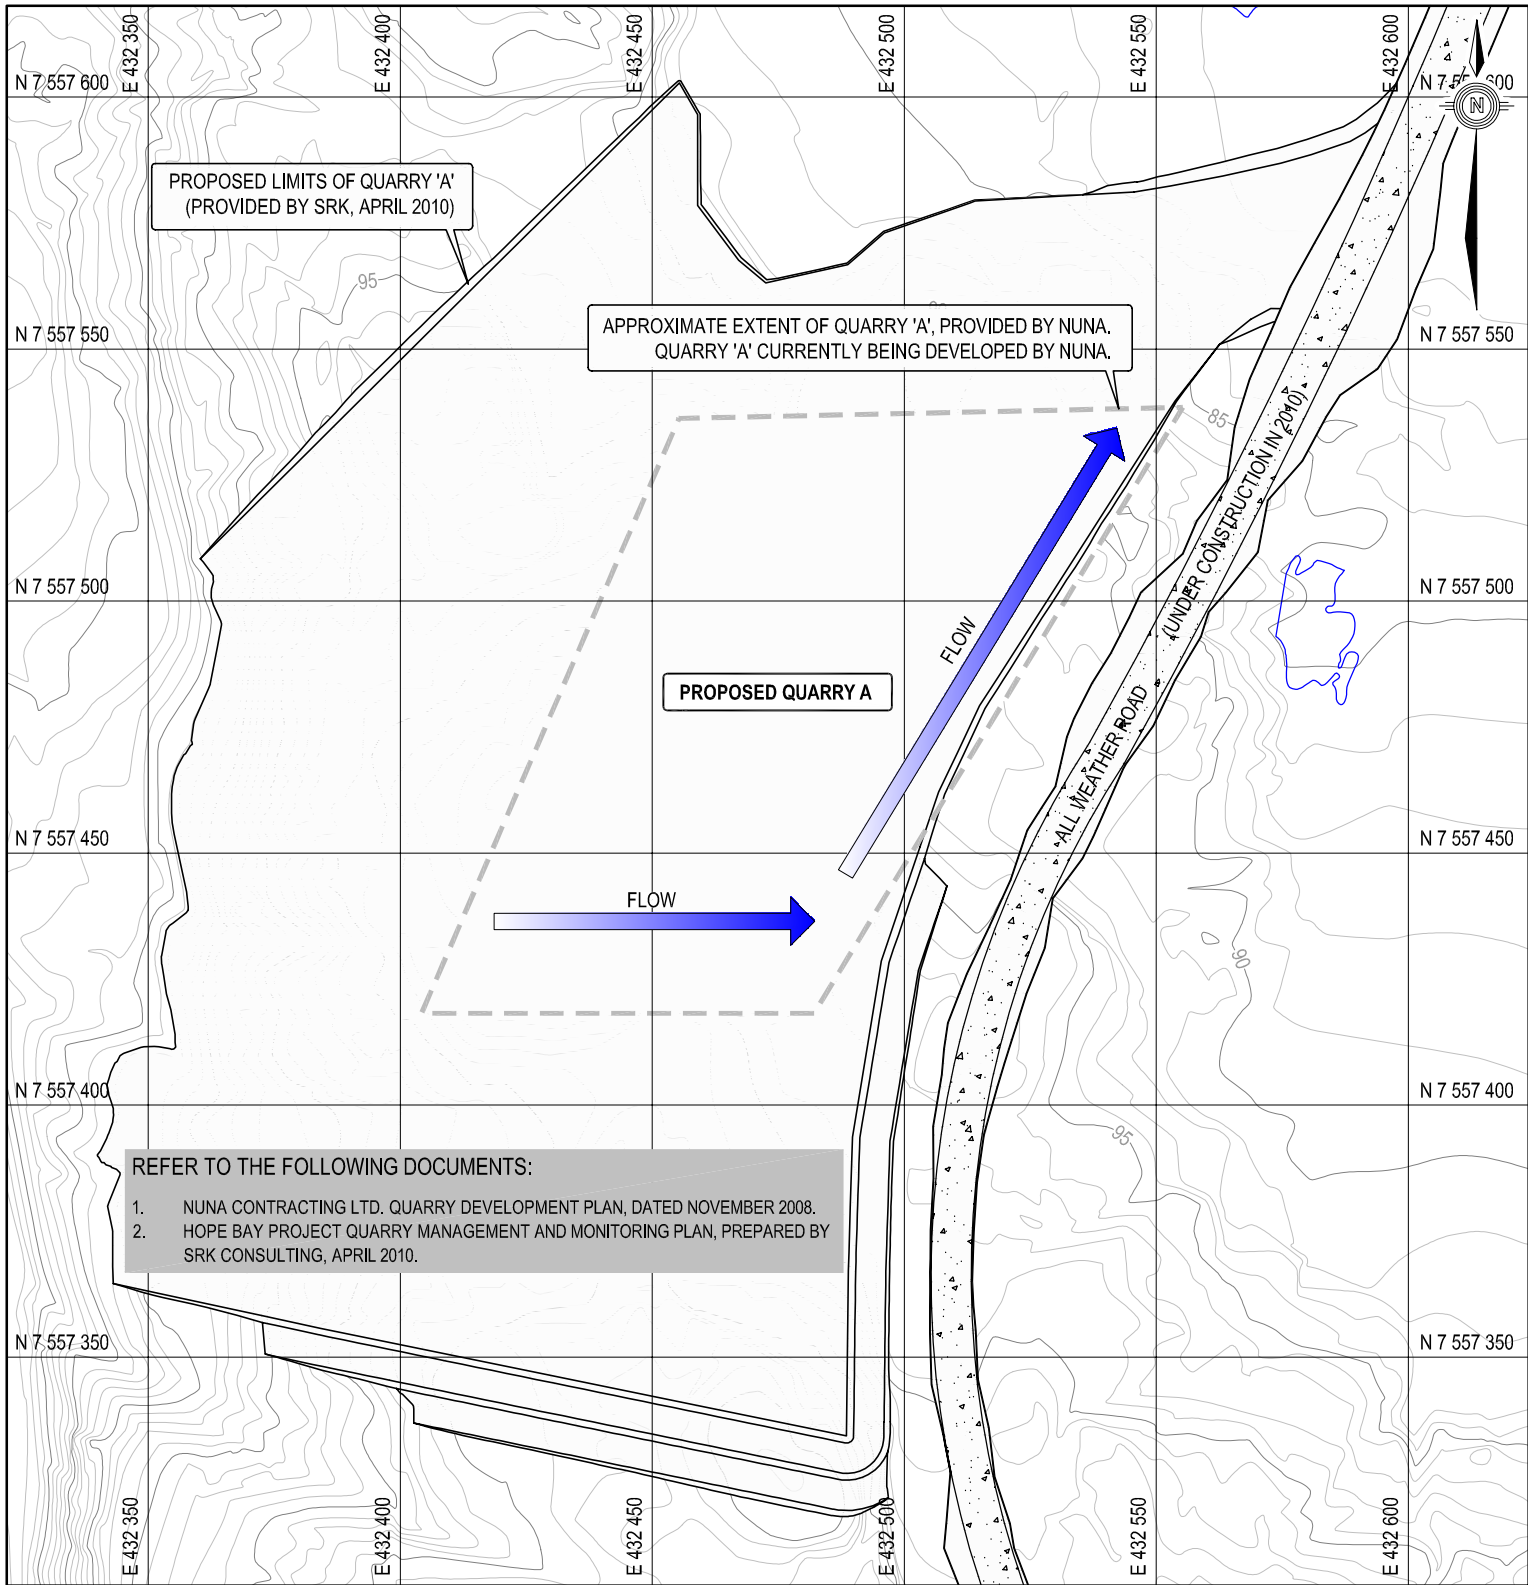 E 432 350
E 432 400
E 432 450
E 432 500
E 432 550
E 432 600
N 7 557 600
N
PROPOSED LIMITS OF QUARRY 'A'
(PROVIDED BY SRK, APRIL 2010)
95
APPROXIMATE EXTENT OF QUARRY 'A', PROVIDED BY NUNA.
QUARRY 'A' CURRENTLY BEING DEVELOPED BY NUNA.
N 7 557 550
N 7 557 550
85
N 7 557 500
N 7 557 500
FLOW
PROPOSED QUARRY A
ALL WEATHER ROAD (UNDER CONSTRUCTION IN 2010)
N 7 557 450
N 7 557 450
FLOW
90
N 7 557 400
N 7 557 400
95
REFER TO THE FOLLOWING DOCUMENTS:
1. NUNA CONTRACTING LTD. QUARRY DEVELOPMENT PLAN, DATED NOVEMBER 2008.
2. HOPE BAY PROJECT QUARRY MANAGEMENT AND MONITORING PLAN, PREPARED BY
SRK CONSULTING, APRIL 2010.
N 7 557 350
N 7 557 350
E 432 350
E 432 400
E 432 450
E 432 500
E 432 550
E 432 600